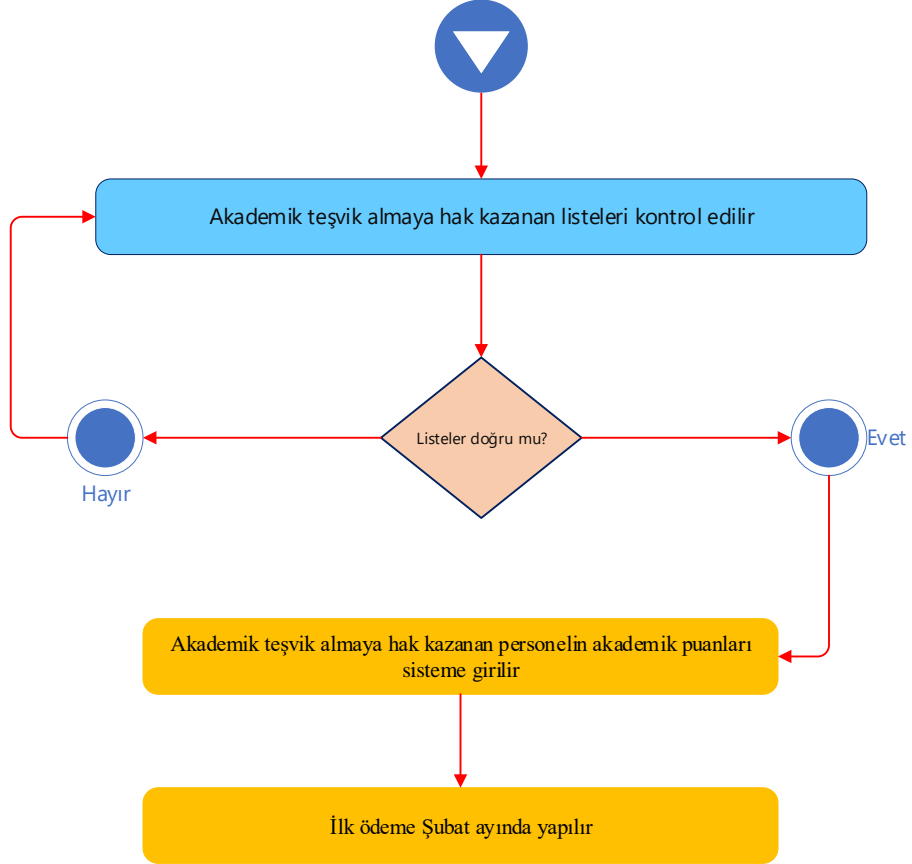 Akademik teşvik almaya hak kazanan listeleri kontrol edilir
Listeler doğru mu?
Evet
Hayır
Akademik teşvik almaya hak kazanan personelin akademik puanları
sisteme girilir
İlk ödeme Şubat ayında yapılır